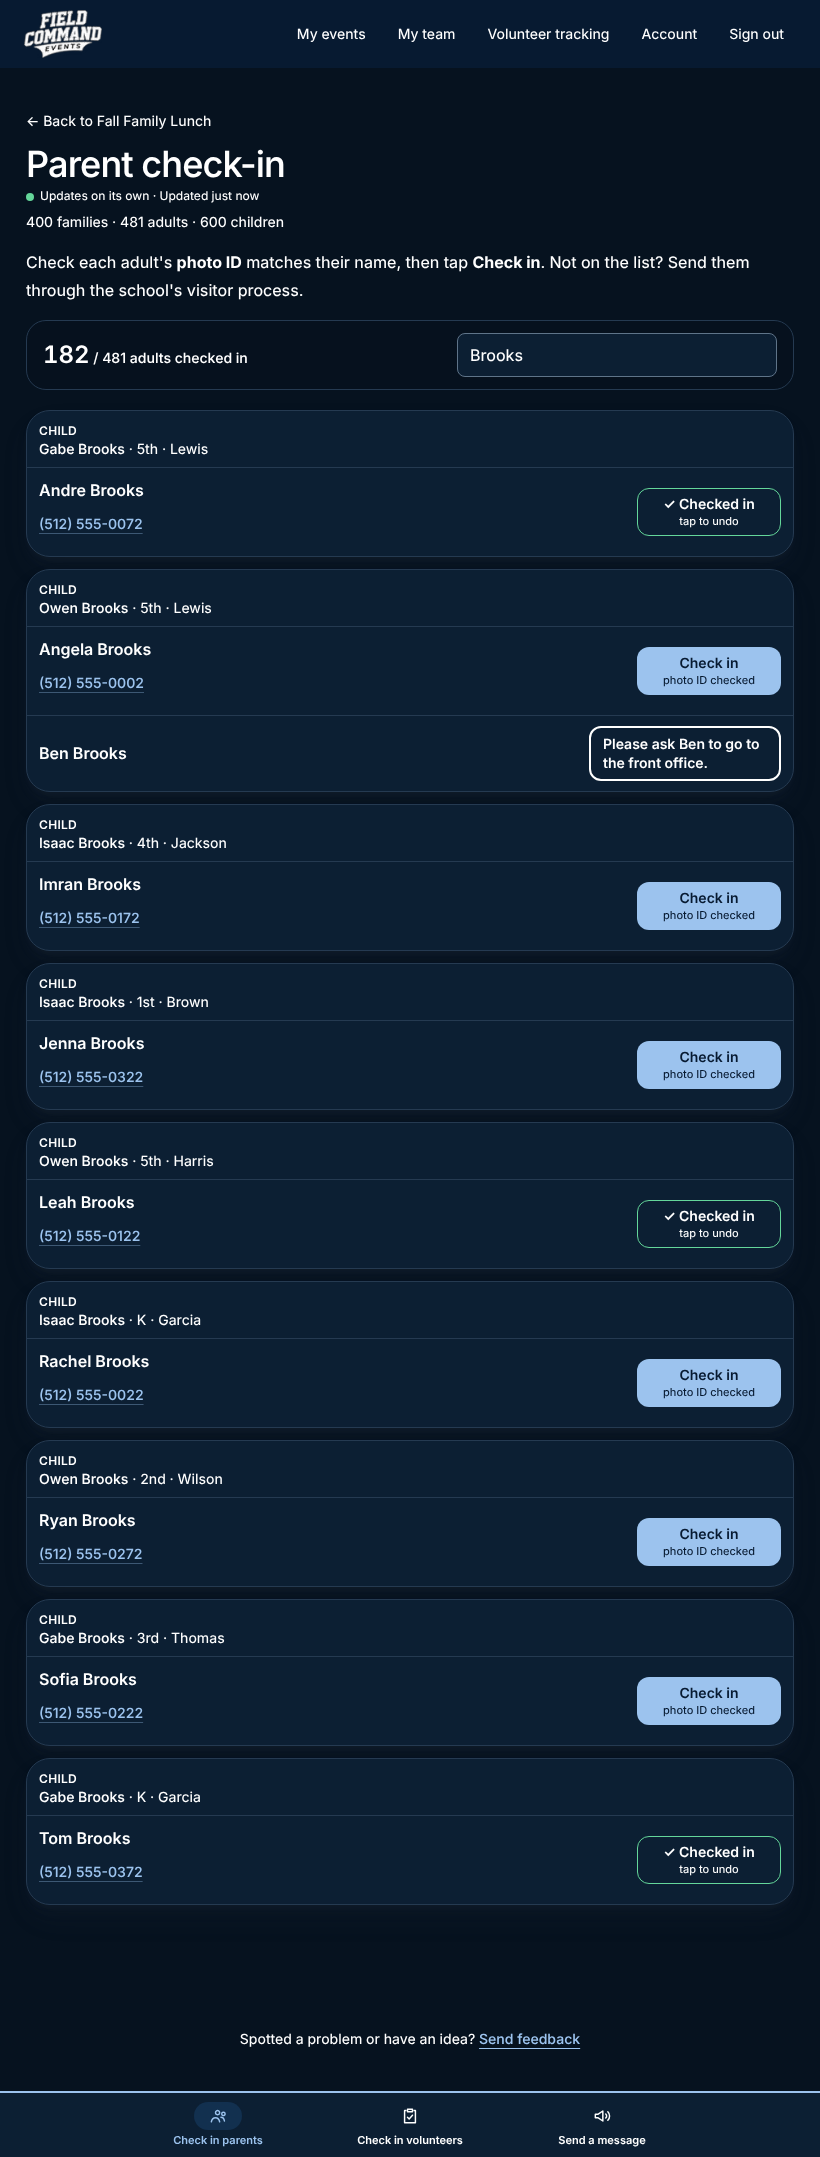 FIELD
COMMAND
EVENTS
My events
My team
Volunteer tracking
Account
Sign out
← Back to Fall Family Lunch
Parent check-in
Updates on its own · Updated just now
400 families · 481 adults · 600 children
Check each adult's photo ID matches their name, then tap Check in. Not on the list? Send them
through the school's visitor process.
182 / 481 adults checked in
Brooks
CHILD
Gabe Brooks · 5th · Lewis
Andre Brooks
(512) 555-0072
✓ Checked in
tap to undo
CHILD
Owen Brooks · 5th · Lewis
Angela Brooks
(512) 555-0002
Check in
photo ID checked
Ben Brooks
Please ask Ben to go to
the front office.
CHILD
Isaac Brooks · 4th · Jackson
Imran Brooks
(512) 555-0172
Check in
photo ID checked
CHILD
Isaac Brooks · 1st · Brown
Jenna Brooks
(512) 555-0322
Check in
photo ID checked
CHILD
Owen Brooks · 5th · Harris
Leah Brooks
(512) 555-0122
✓ Checked in
tap to undo
CHILD
Isaac Brooks · K · Garcia
Rachel Brooks
(512) 555-0022
Check in
photo ID checked
CHILD
Owen Brooks · 2nd · Wilson
Ryan Brooks
(512) 555-0272
Check in
photo ID checked
CHILD
Gabe Brooks · 3rd · Thomas
Sofia Brooks
(512) 555-0222
Check in
photo ID checked
CHILD
Gabe Brooks · K · Garcia
Tom Brooks
(512) 555-0372
✓ Checked in
tap to undo
Spotted a problem or have an idea? Send feedback
Check in parents
Check in volunteers
Send a message